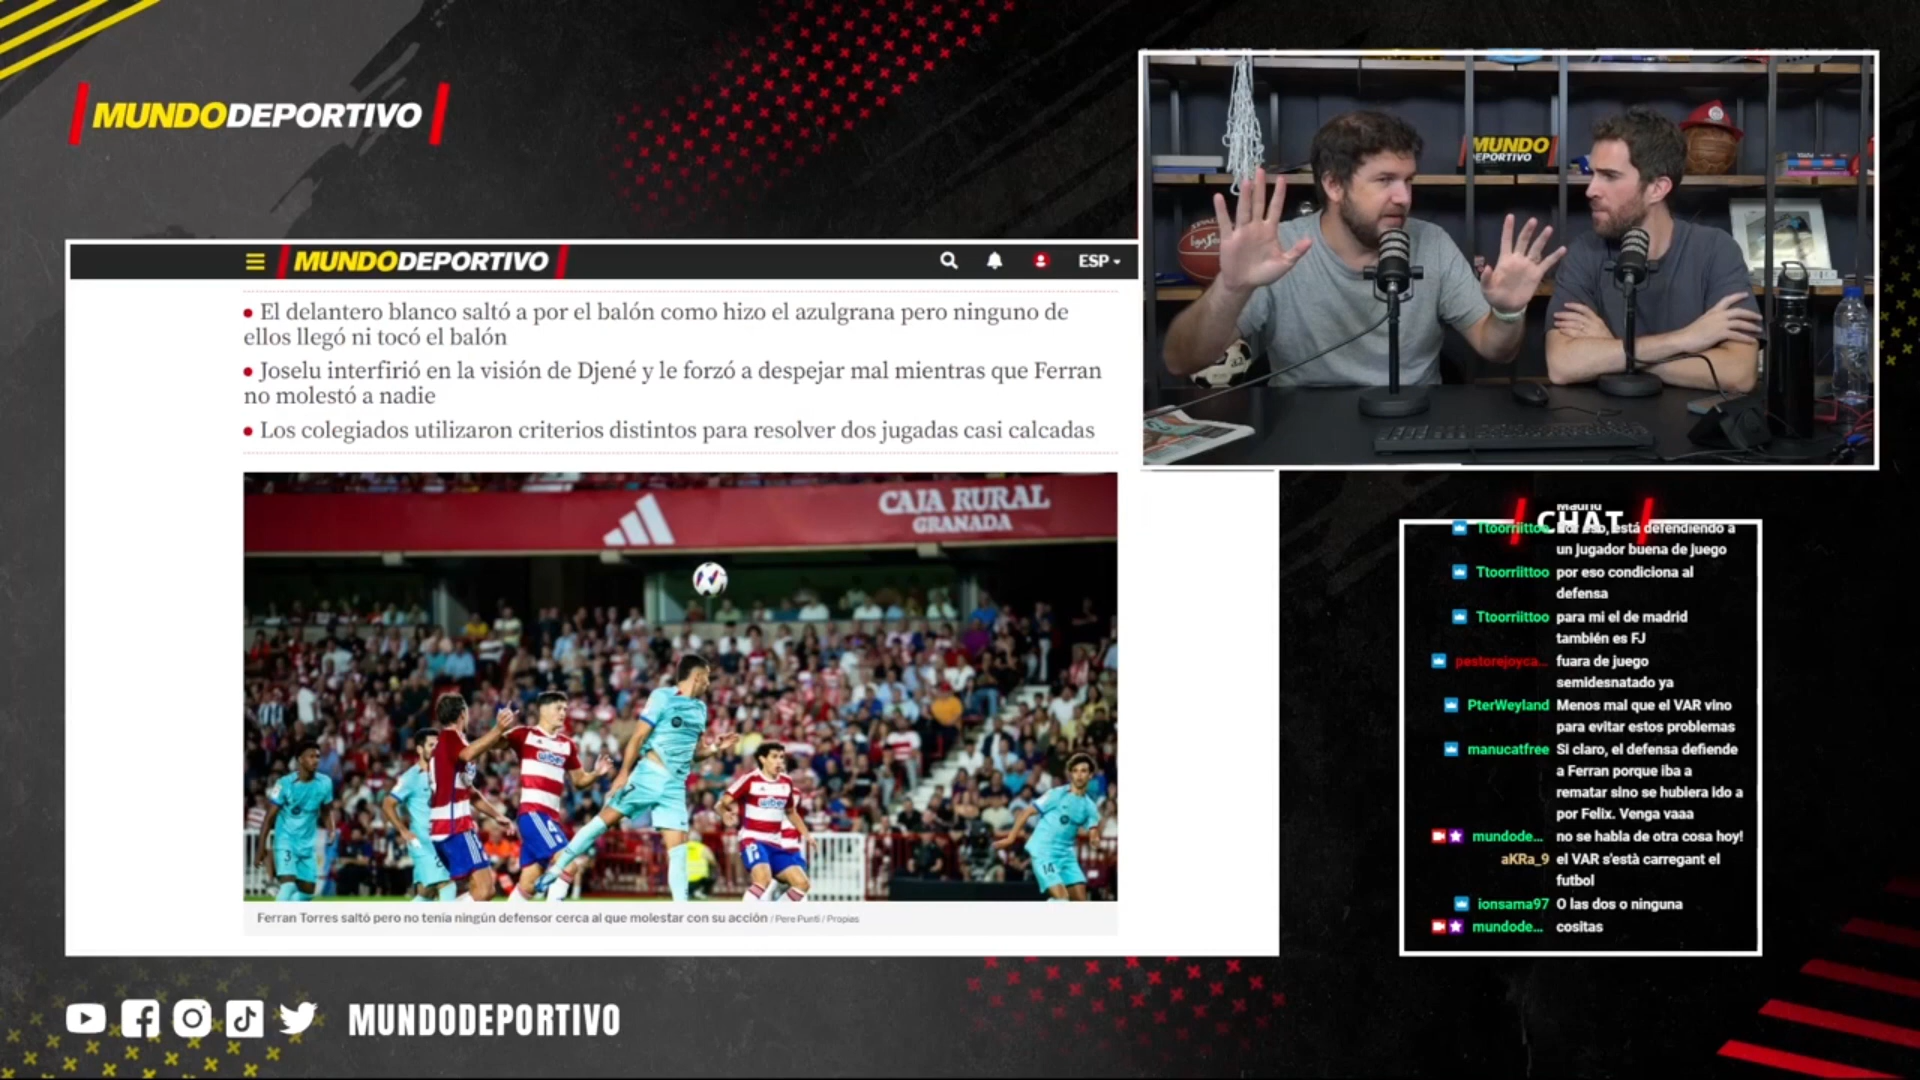 MUNDODEPORTIVO
MUNDODEPORTIVO
ESP
El delantero blanco saltó a por el balón como hizo el azulgrana pero ninguno de
ellos llegó ni tocó el balón
Joselu interfirió en la visión de Djené y le forzó a despejar mal mientras que Ferran
no molestó a nadie
Los colegiados utilizaron criterios distintos para resolver dos jugadas casi calcadas
CAJA RURAL
GRANADA
Ferran Torres saltó pero no tenía ningún defensor cerca al que molestar con su acción / Pere Puntí / Propias
MUNDO
DEPORTIVO
CHAT
Ttoorriittoo Por eso, está defendiendo a
un jugador buena de juego
Ttoorriittoo por eso condiciona al
defensa
Ttoorriittoo para mi el de madrid
también es FJ
pestorejoyca... fuara de juego
semidesnatado ya
PterWeyland Menos mal que el VAR vino
para evitar estos problemas
manucatfree Si claro, el defensa defiende
a Ferran porque iba a
rematar sino se hubiera ido a
por Felix. Venga vaaa
mundode... no se habla de otra cosa hoy!
aKRa_9 el VAR s'està carregant el
futbol
ionsama97 O las dos o ninguna
mundode... cositas
MUNDODEPORTIVO